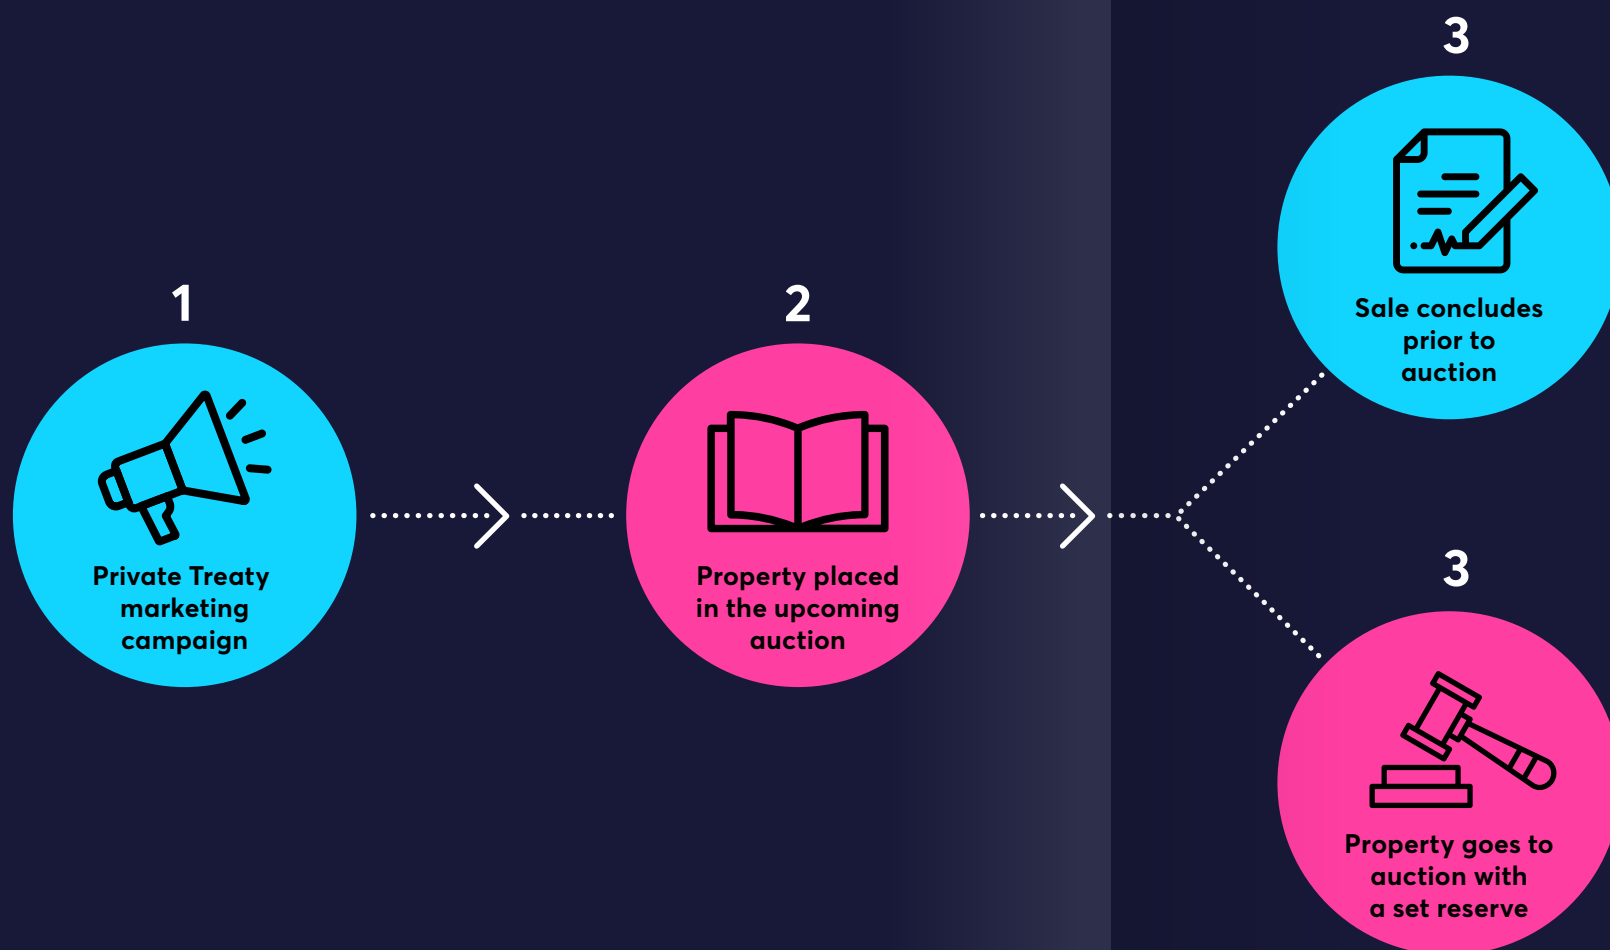 1
Private Treaty
marketing
campaign
2
Property placed
in the upcoming
auction
3
Sale concludes
prior to
auction
3
Property goes to
auction with
a set reserve